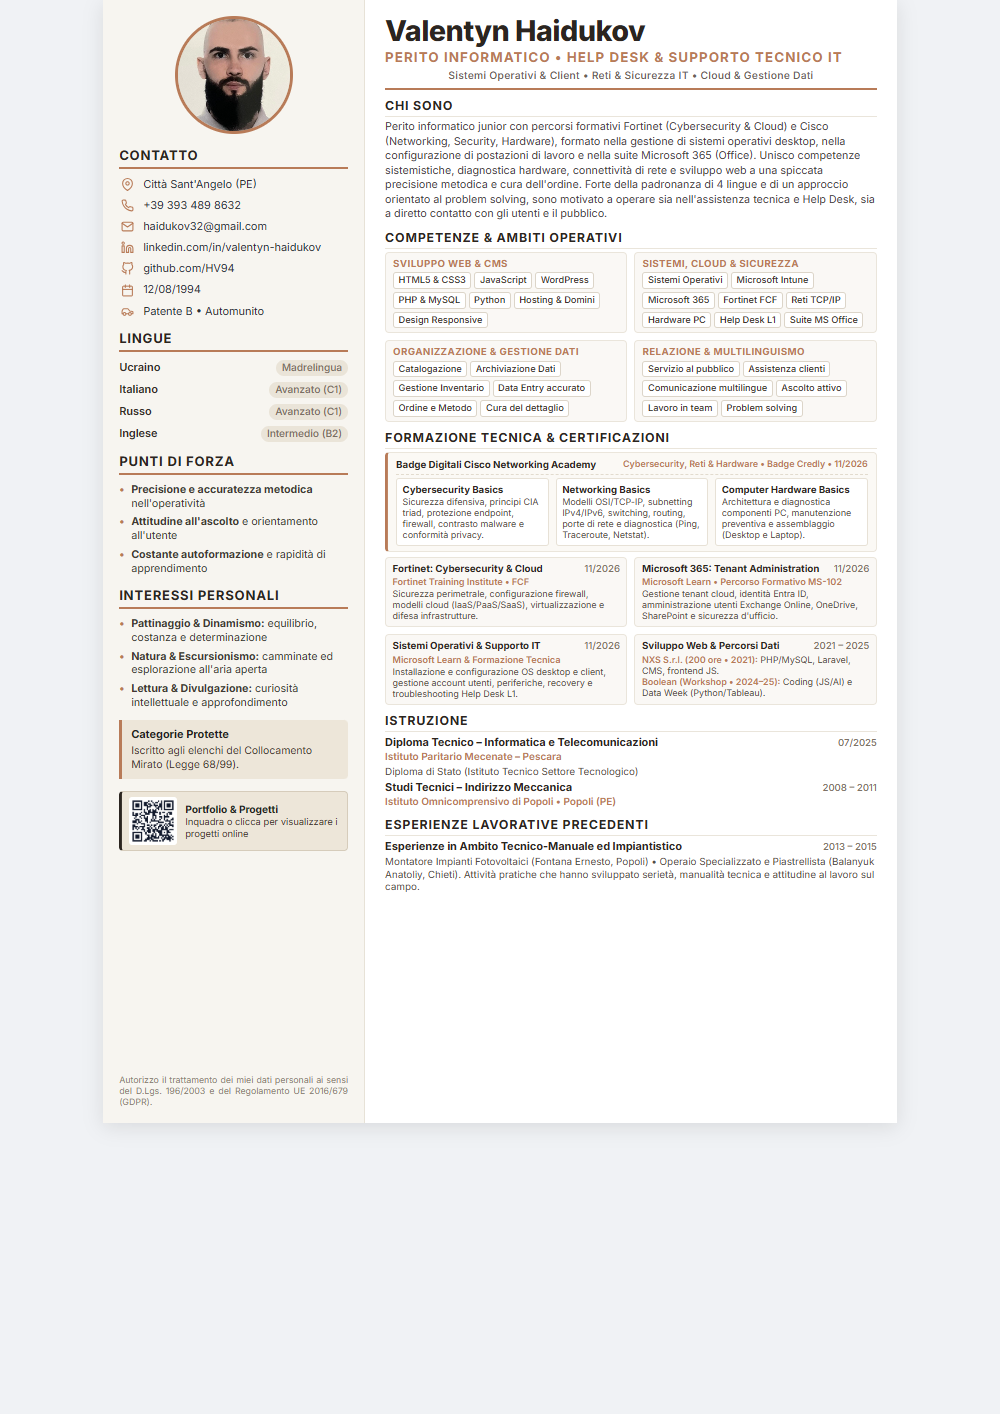 CONTATTO
Città Sant'Angelo (PE)
+39 393 489 8632
haidukov32@gmail.com
linkedin.com/in/valentyn-haidukov
github.com/HV94
12/08/1994
Patente B • Automunito
LINGUE
Ucraino Madrelingua
Italiano Avanzato (C1)
Russo Avanzato (C1)
Inglese Intermedio (B2)
PUNTI DI FORZA
• Precisione e accuratezza metodica
nell'operatività
• Attitudine all'ascolto e orientamento
all'utente
• Costante autoformazione e rapidità di
apprendimento
INTERESSI PERSONALI
• Pattinaggio & Dinamismo: equilibrio,
costanza e determinazione
• Natura & Escursionismo: camminate ed
esplorazione all'aria aperta
• Lettura & Divulgazione: curiosità
intellettuale e approfondimento
Categorie Protette
Iscritto agli elenchi del Collocamento
Mirato (Legge 68/99).
Portfolio & Progetti
Inquadra o clicca per visualizzare i
progetti online
Autorizzo il trattamento dei miei dati personali ai sensi
del D.Lgs. 196/2003 e del Regolamento UE 2016/679
(GDPR).
Valentyn Haidukov
PERITO INFORMATICO • HELP DESK & SUPPORTO TECNICO IT
Sistemi Operativi & Client • Reti & Sicurezza IT • Cloud & Gestione Dati
CHI SONO
Perito informatico junior con percorsi formativi Fortinet (Cybersecurity & Cloud) e Cisco
(Networking, Security, Hardware), formato nella gestione di sistemi operativi desktop, nella
configurazione di postazioni di lavoro e nella suite Microsoft 365 (Office). Unisco competenze
sistemistiche, diagnostica hardware, connettività di rete e sviluppo web a una spiccata
precisione metodica e cura dell'ordine. Forte della padronanza di 4 lingue e di un approccio
orientato al problem solving, sono motivato a operare sia nell'assistenza tecnica e Help Desk, sia
a diretto contatto con gli utenti e il pubblico.
COMPETENZE & AMBITI OPERATIVI
SVILUPPO WEB & CMS
HTML5 & CSS3 JavaScript WordPress
PHP & MySQL Python Hosting & Domini
Design Responsive
SISTEMI, CLOUD & SICUREZZA
Sistemi Operativi Microsoft Intune
Microsoft 365 Fortinet FCF Reti TCP/IP
Hardware PC Help Desk L1 Suite MS Office
ORGANIZZAZIONE & GESTIONE DATI
Catalogazione Archiviazione Dati
Gestione Inventario Data Entry accurato
Ordine e Metodo Cura del dettaglio
RELAZIONE & MULTILINGUISMO
Servizio al pubblico Assistenza clienti
Comunicazione multilingue Ascolto attivo
Lavoro in team Problem solving
FORMAZIONE TECNICA & CERTIFICAZIONI
Badge Digitali Cisco Networking Academy Cybersecurity, Reti & Hardware • Badge Credly • 11/2026
Cybersecurity Basics
Sicurezza difensiva, principi CIA
triad, protezione endpoint,
firewall, contrasto malware e
conformità privacy.
Networking Basics
Modelli OSI/TCP-IP, subnetting
IPv4/IPv6, switching, routing,
porte di rete e diagnostica (Ping,
Traceroute, Netstat).
Computer Hardware Basics
Architettura e diagnostica
componenti PC, manutenzione
preventiva e assemblaggio
(Desktop e Laptop).
Fortinet: Cybersecurity & Cloud 11/2026
Fortinet Training Institute • FCF
Sicurezza perimetrale, configurazione firewall,
modelli cloud (IaaS/PaaS/SaaS), virtualizzazione e
difesa infrastrutture.
Microsoft 365: Tenant Administration 11/2026
Microsoft Learn • Percorso Formativo MS-102
Gestione tenant cloud, identità Entra ID,
amministrazione utenti Exchange Online, OneDrive,
SharePoint e sicurezza d'ufficio.
Sistemi Operativi & Supporto IT 11/2026
Microsoft Learn & Formazione Tecnica
Installazione e configurazione OS desktop e client,
gestione account utenti, periferiche, recovery e
troubleshooting Help Desk L1.
Sviluppo Web & Percorsi Dati 2021 – 2025
NXS S.r.l. (200 ore • 2021): PHP/MySQL, Laravel,
CMS, frontend JS.
Boolean (Workshop • 2024–25): Coding (JS/AI) e
Data Week (Python/Tableau).
ISTRUZIONE
Diploma Tecnico – Informatica e Telecomunicazioni 07/2025
Istituto Paritario Mecenate – Pescara
Diploma di Stato (Istituto Tecnico Settore Tecnologico)
Studi Tecnici – Indirizzo Meccanica 2008 – 2011
Istituto Omnicomprensivo di Popoli • Popoli (PE)
ESPERIENZE LAVORATIVE PRECEDENTI
Esperienze in Ambito Tecnico-Manuale ed Impiantistico 2013 – 2015
Montatore Impianti Fotovoltaici (Fontana Ernesto, Popoli) • Operaio Specializzato e Piastrellista (Balanyuk
Anatoliy, Chieti). Attività pratiche che hanno sviluppato serietà, manualità tecnica e attitudine al lavoro sul
campo.